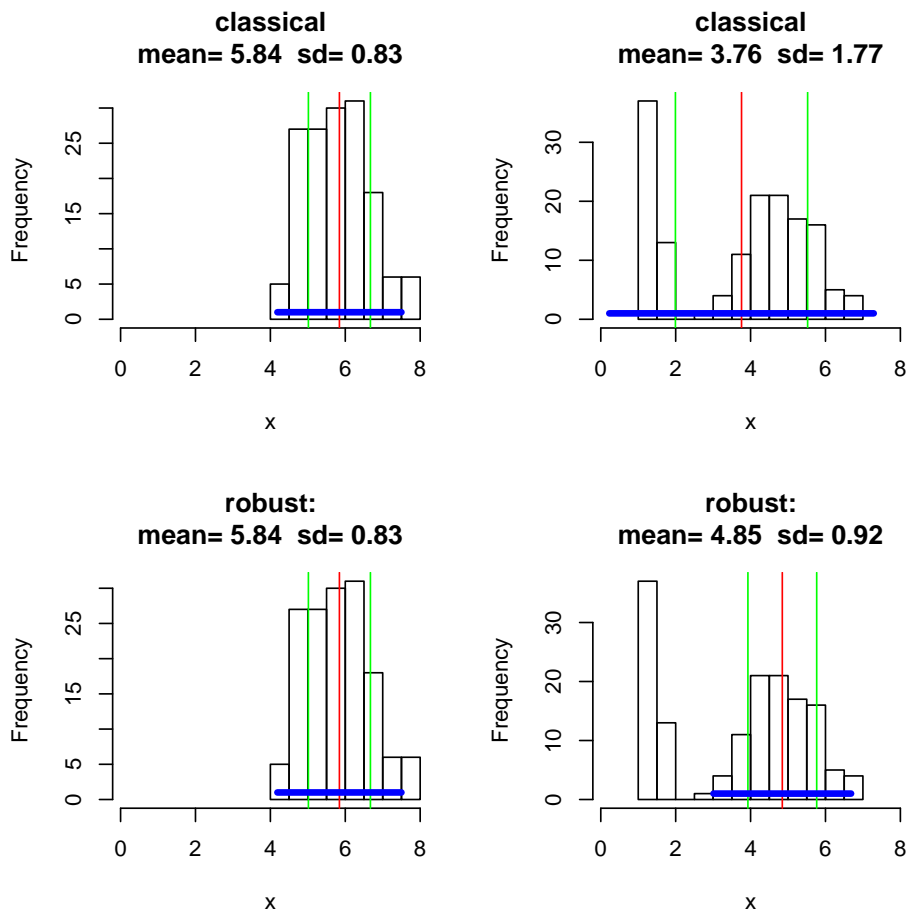 classical
mean= 5.84 sd= 0.83
Frequency
5
15
25
0
0 2 4 6 8
x
classical
mean= 3.76 sd= 1.77
Frequency
0 10 20 30
0 2 4 6 8
x
robust:
mean= 5.84 sd= 0.83
Frequency
0 5 15 25
0 2 4 6 8
x
robust:
mean= 4.85 sd= 0.92
Frequency
0 10 20 30
0 2 4 6 8
x